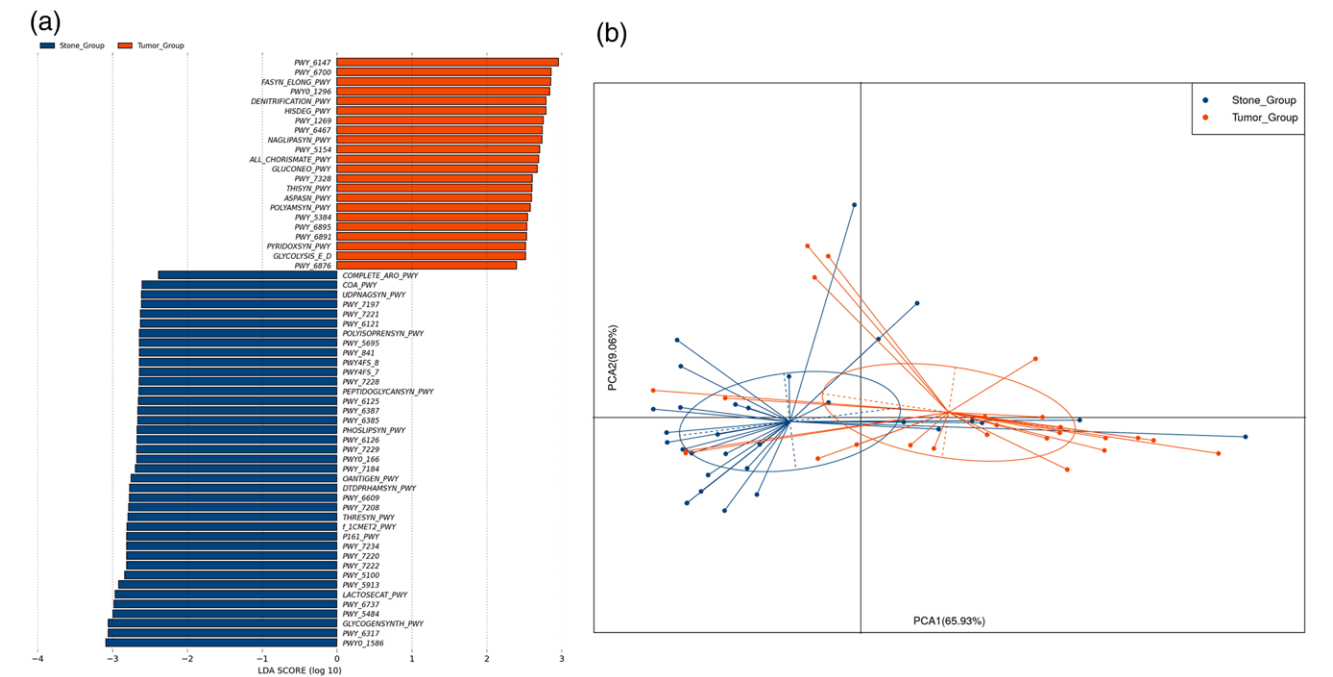 (a)
Stone_Group Tumor_Group
PWY_6147
PWY_6700
FASYN_ELONG_PWY
PWY0_1296
DENITRIFICATION_PWY
HISDEG_PWY
PWY_1269
PWY_6467
NAGLIPASYN_PWY
PWY_5154
ALL_CHORISMATE_PWY
GLUCONEO_PWY
PWY_7328
THISYN_PWY
ASPASN_PWY
POLYAMSYN_PWY
PWY_5384
PWY_6895
PWY_6891
PYRIDOXSYN_PWY
GLYCOLYSIS_E_D
PWY_6876
COMPLETE_ARO_PWY
COA_PWY
UDPNAGSYN_PWY
PWY_7197
PWY_7221
PWY_6121
POLYISOPRENSYN_PWY
PWY_5695
PWY_841
PWY4FS_8
PWY4FS_7
PWY_7228
PEPTIDOGLYCANSYN_PWY
PWY_6125
PWY_6387
PWY_6385
PHOSLIPSYN_PWY
PWY_6126
PWY_7229
PWY0_166
PWY_7184
OANTIGEN_PWY
DTDPRHAMSYN_PWY
PWY_6609
PWY_7208
THRESYN_PWY
f_1CMET2_PWY
P161_PWY
PWY_7234
PWY_7220
PWY_7222
PWY_5100
PWY_5913
LACTOSECAT_PWY
PWY_6737
PWY_5484
GLYCOGENSYNTH_PWY
PWY_6317
PWY0_1586
−4 −3 −2 −1 0 1 2 3
LDA SCORE (log 10)
(b)
Stone_Group
Tumor_Group
PCA2(9.06%)
PCA1(65.93%)